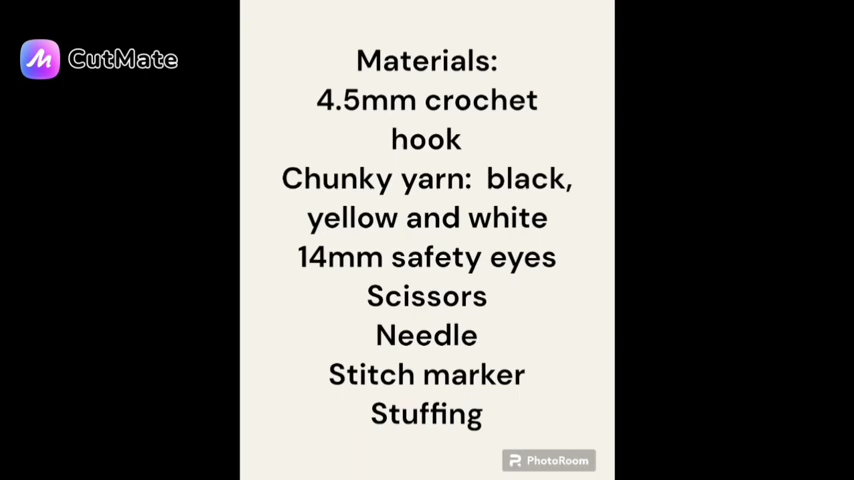 CutMate
Materials:
4.5mm crochet
hook
Chunky yarn:  black,
yellow and white
14mm safety eyes
Scissors
Needle
Stitch marker
Stuffing
PhotoRoom